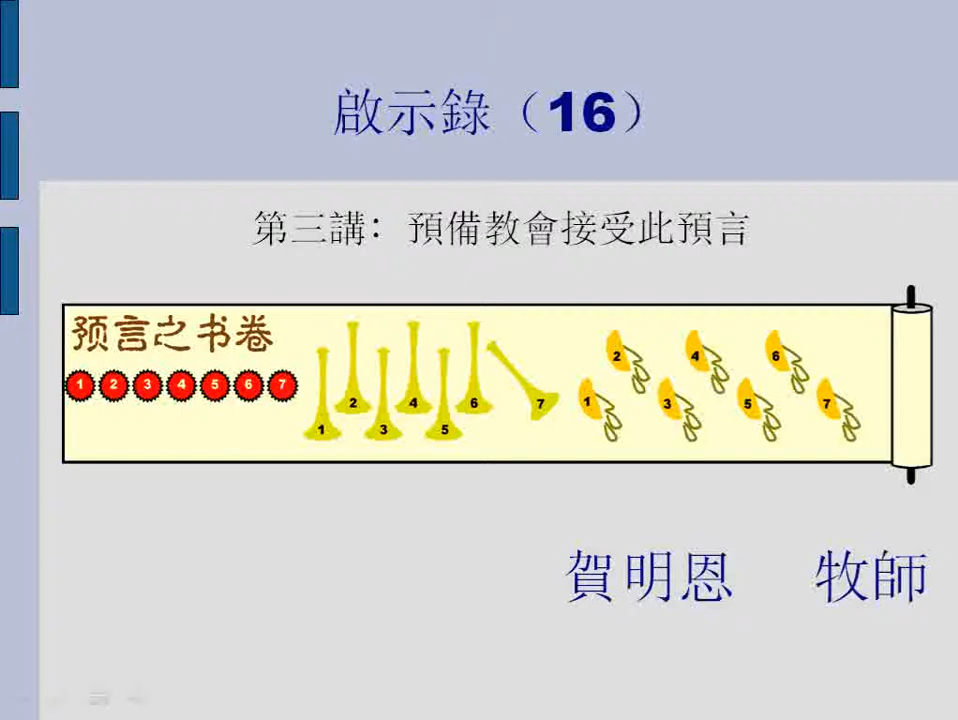 啟示錄（16）
第三講：預備教會接受此預言
预言之书卷
1 2 3 4 5 6 7
1 2 3 4 5 6 7
1 2 3 4 5 6 7
賀明恩 牧師